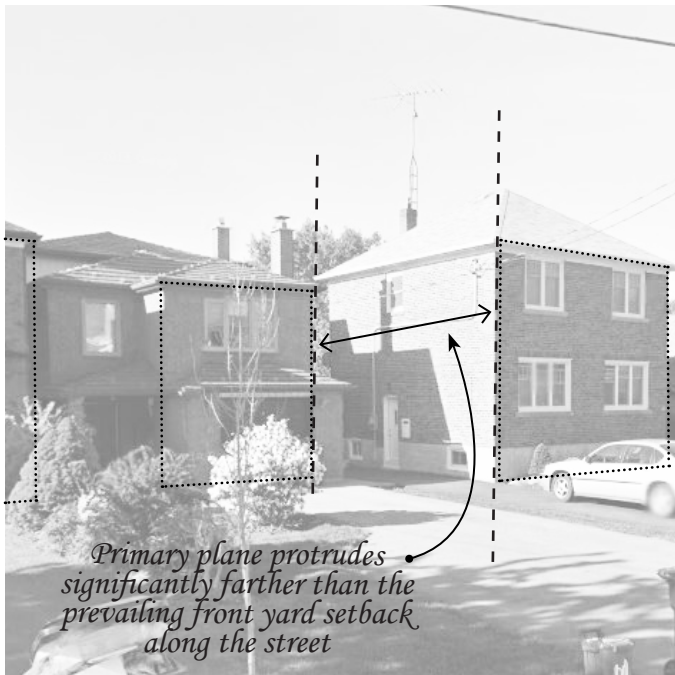 Primary plane protrudes
significantly farther than the
prevailing front yard setback
along the street